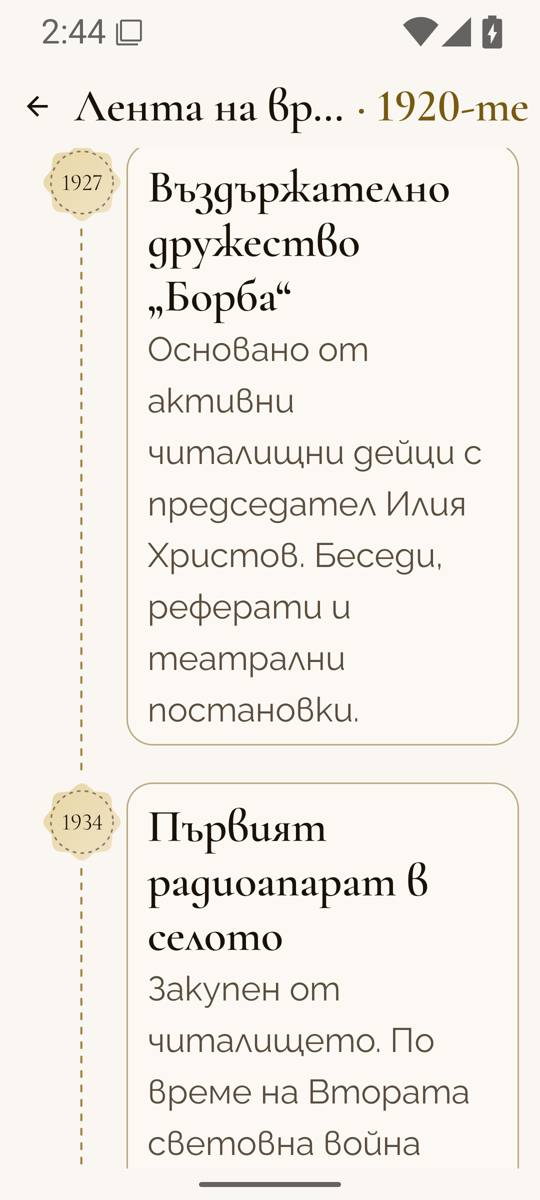 2:44
Лента на вр... · 1920-те
1927
Въздържателно
дружество
„Борба“
Основано от
активни
читалищни дейци с
председател Илия
Христов. Беседи,
реферати и
театрални
постановки.
1934
Първият
радиоапарат в
селото
Закупен от
читалището. По
време на Втората
световна война